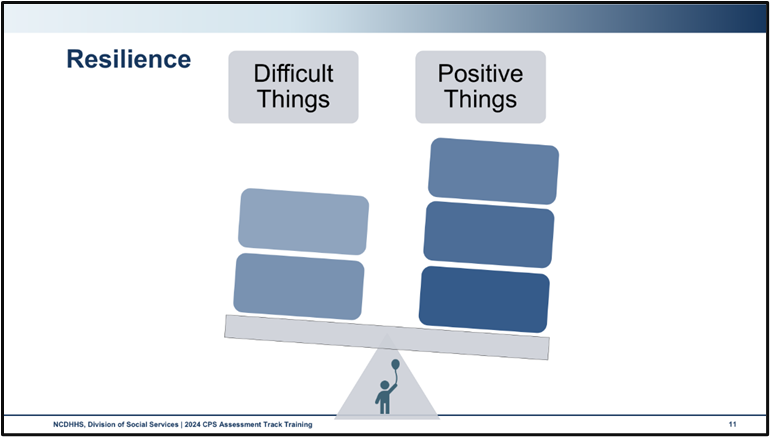 Resilience
Difficult
Things
Positive
Things
NCDHHS, Division of Social Services | 2024 CPS Assessment Track Training
11